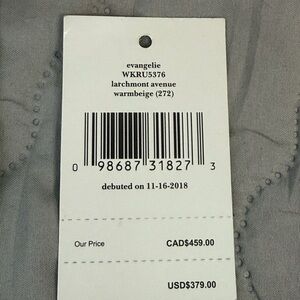 evangelie
WKRU5376
larchmont avenue
warmbeige (272)
0 98687 31827 3
debuted on 11-16-2018
Our Price CAD$459.00
USD$379.00